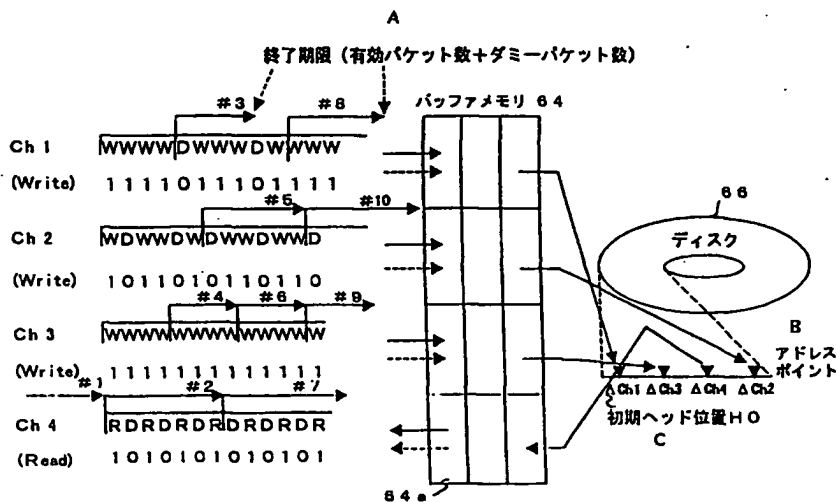 A
終了期限（有効パケット数＋ダミーパケット数）
#3 #8
バッファメモリ 64
Ch 1 WWWWDWWWDWWWW
(Write) 1111011101111
#5 #10
66
Ch 2 WDWWDWDWWDWWD
ディスク
(Write) 1011010110110
#4 #6 #9
B
Ch 3 WWWWWWWWWWWWW
アドレス
ポイント
(Write) 1111111111111
ΔCh1 ΔCh3 ΔCh4 ΔCh2
#1 #2 #7
Δ
初期ヘッド位置H0
Ch 4 RDRDRDRDRDRDR
C
(Read) 1010101010101
64a